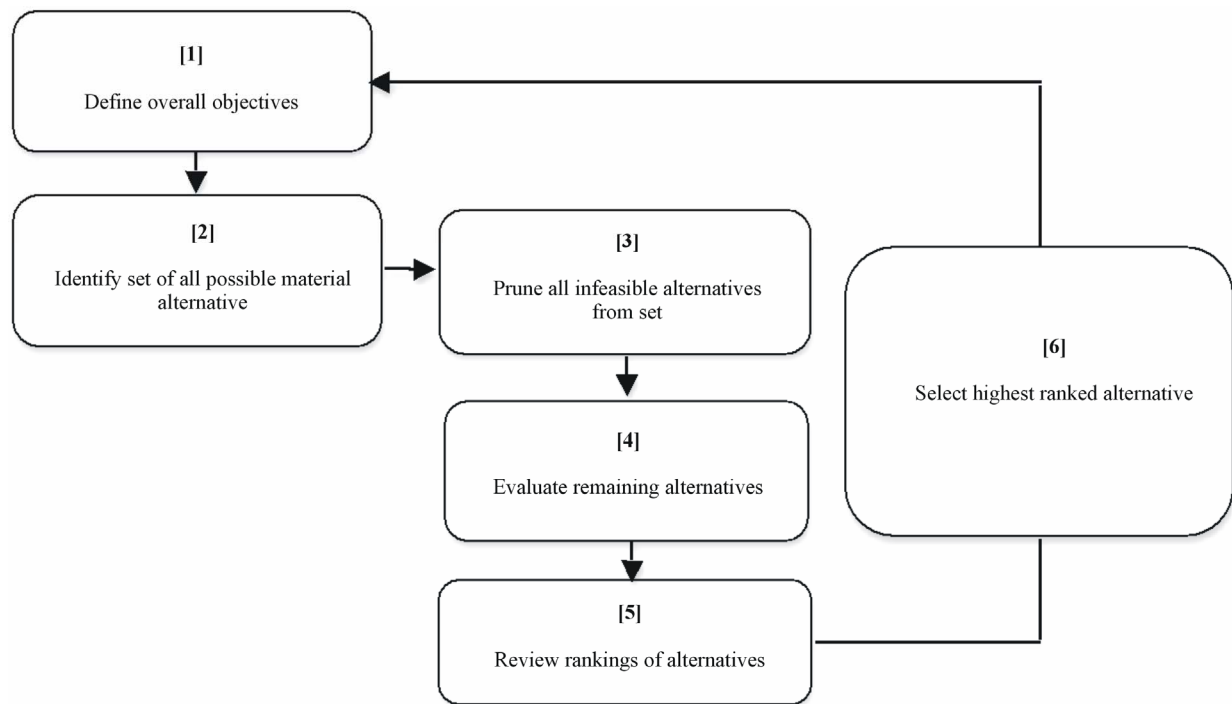 [1]
Define overall objectives
[2]
Identify set of all possible material
alternative
[3]
Prune all infeasible alternatives
from set
[4]
Evaluate remaining alternatives
[5]
Review rankings of alternatives
[6]
Select highest ranked alternative